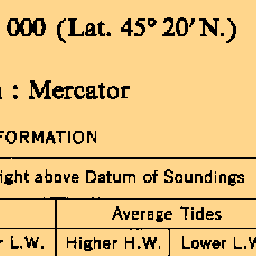 000 (Lat. 45° 20′ N.)
: Mercator
FORMATION
ight above Datum of Soundings
Average Tides
r L.W. Higher H.W. Lower L.W